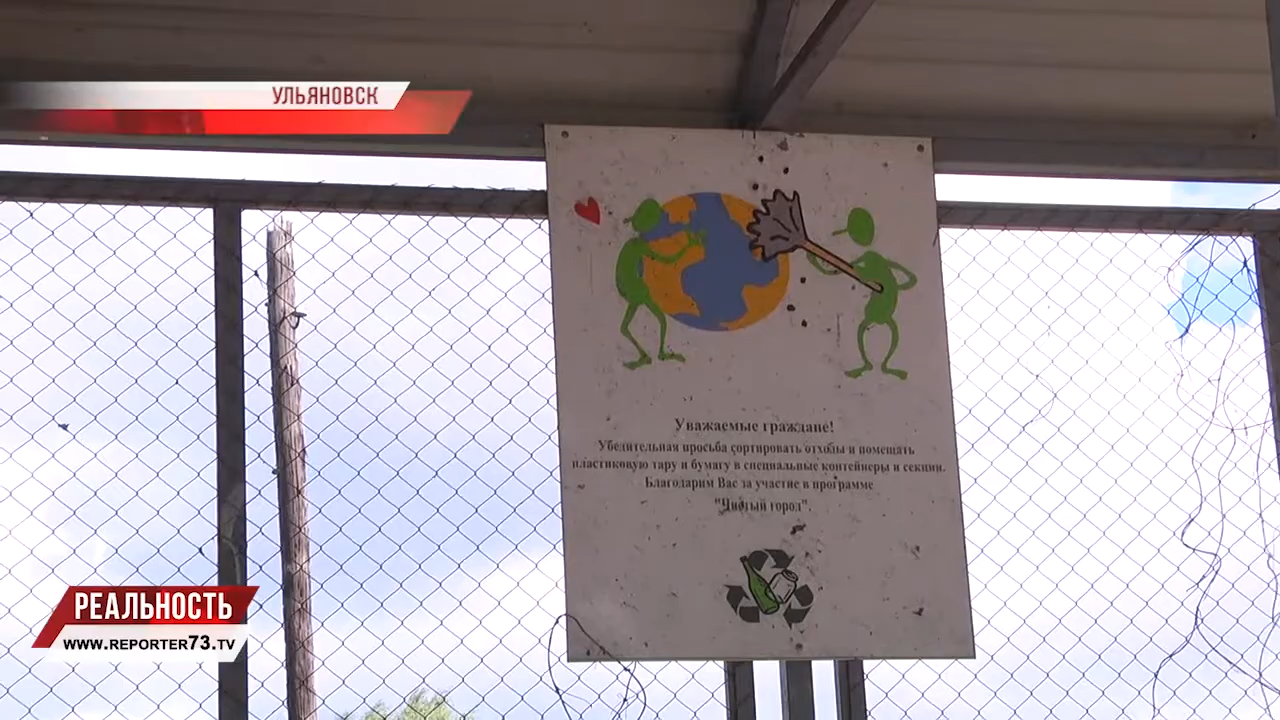 УЛЬЯНОВСК
Уважаемые граждане!
Убедительная просьба сортировать отходы и помещать
пластиковую тару и бумагу в специальные контейнеры и секции.
Благодарим Вас за участие в программе
"Чистый город".
РЕАЛЬНОСТЬ
WWW.REPORTER73.TV